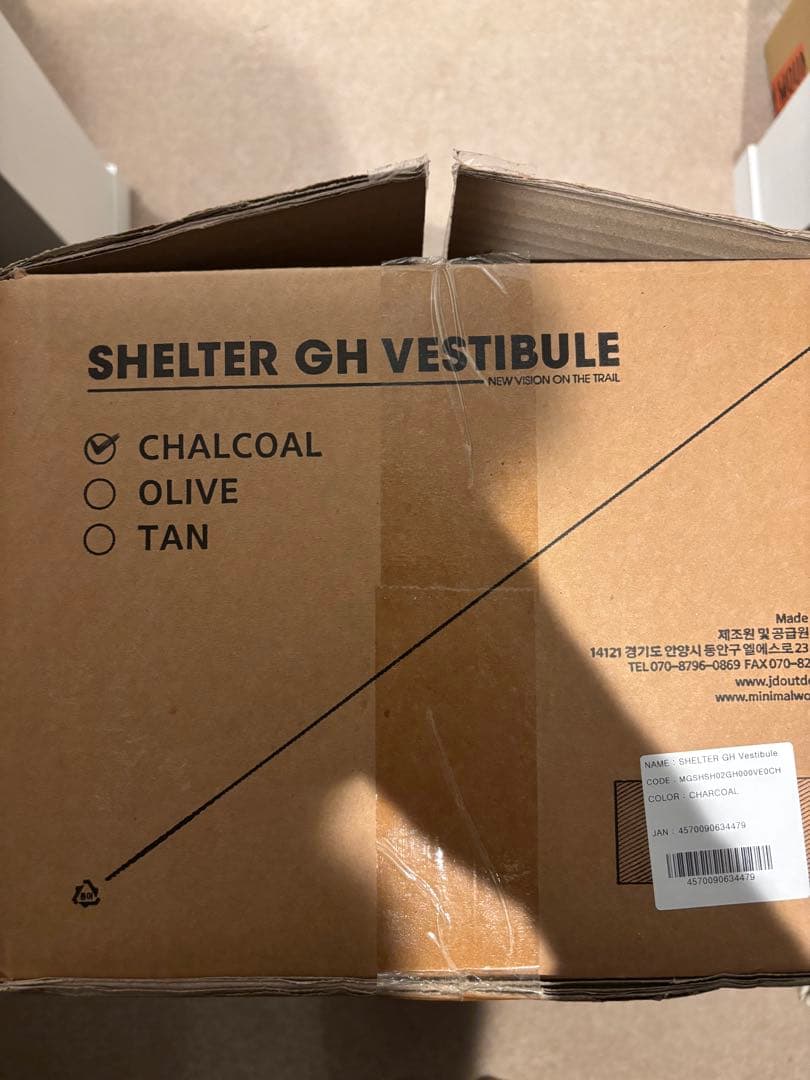 SHELTER GH VESTIBULE
NEW VISION ON THE TRAIL
CHALCOAL
OLIVE
TAN
Made
제조원 및 공급원
14121 경기도 안양시 동안구 엘에스로 23
TEL 070-8796-0869 FAX 070-82
www.jdoutd
www.minimalwo
NAME : SHELTER GH Vestibule
CODE : MGSHSH02GH000VE0CH
COLOR : CHARCOAL
JAN : 4570090634479
4570090634479